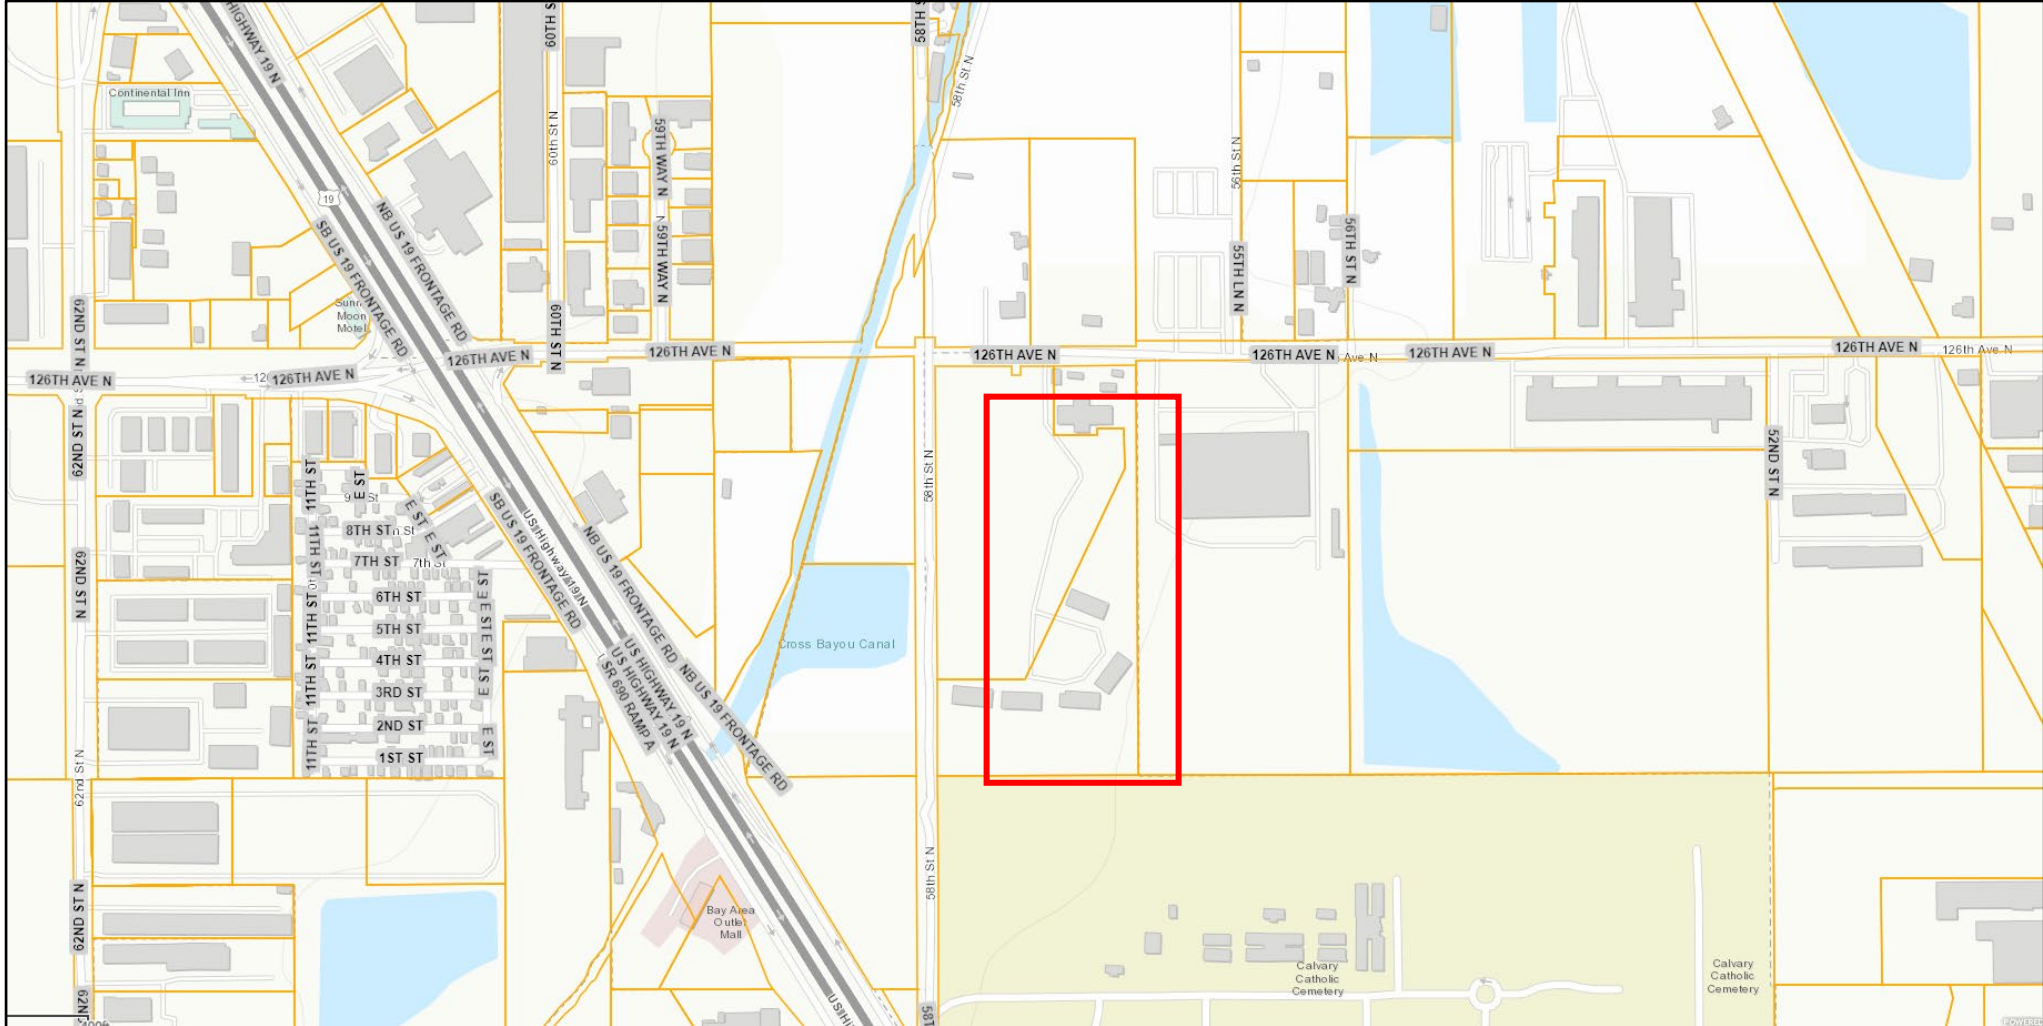 HIGHWAY 19 N
60TH S
58TH S
58th St N
Continental Inn
60th St N
59TH WAY N
56th St N
19
NB US 19 FRONTAGE RD
SB US 19 FRONTAGE RD
N 59TH WAY N
55TH LN N
56TH ST N
62ND ST N
Moon
Motel
60TH ST N
126TH AVE N
126TH AVE N
126TH AVE N
126TH AVE N
126TH AVE N
Ave N
126TH AVE N
126TH AVE N
126th Ave N
126TH AVE N
62ND ST N
52ND ST N
58th St N
11TH ST
E ST
8TH ST
E ST
E ST
7TH ST
7th St
11TH ST
6TH ST
11TH ST
5TH ST
4TH ST
11TH ST
3RD ST
2ND ST
11TH ST
1ST ST
E ST
E ST
E ST
E ST
62ND ST N
SB US 19 FRONTAGE RD
US Highway 19 N
NB US 19 FRONTAGE RD
NB US 19 FRONTAGE RD
US HIGHWAY 19 N
US HIGHWAY 19 N
SR 690 RAMP A
Cross Bayou Canal
62nd St N
58th St N
62ND ST N
Bay Area
Outlet
Mall
Calvary
Catholic
Cemetery
Calvary
Catholic
Cemetery
62N
US Hi
58T
400ft
POWERED